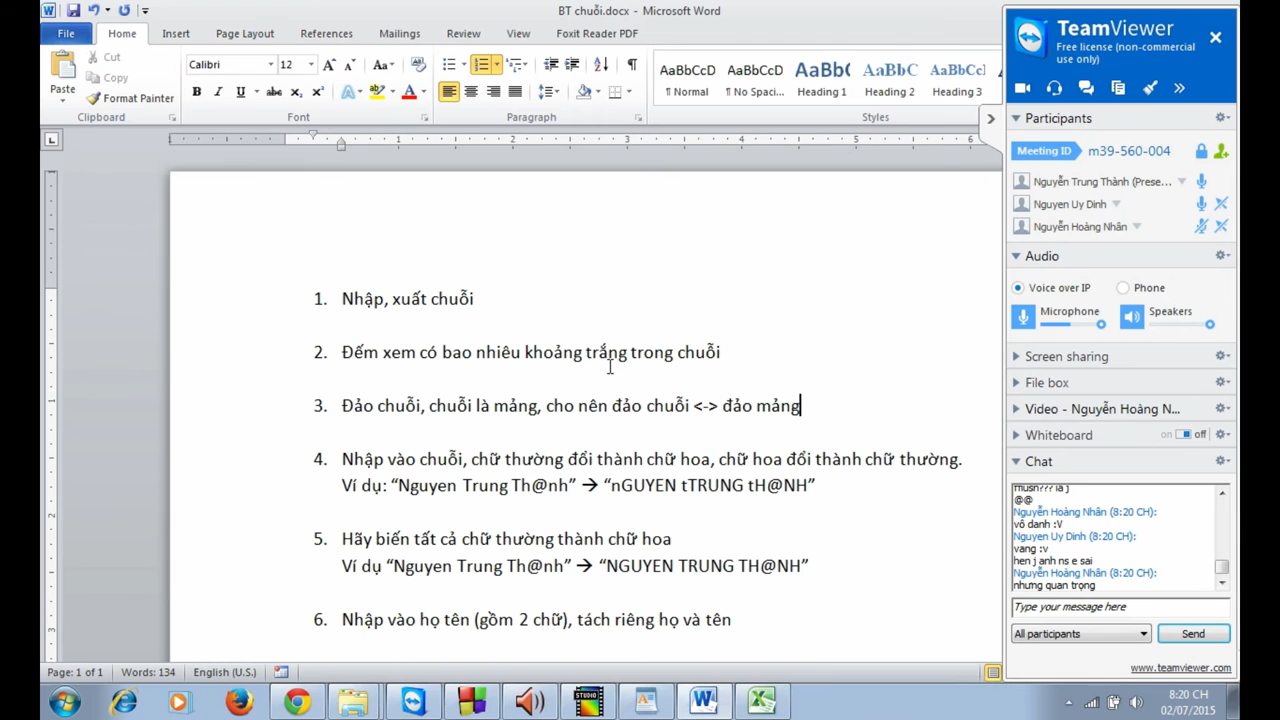 BT chuỗi.docx - Microsoft Word
File Home Insert Page Layout References Mailings Review View Foxit Reader PDF
Paste
Cut
Copy
Format Painter
Clipboard
Calibri 12
Font
Paragraph
AaBbCcD AaBbCcD AaBb( AaBbC AaBbC
¶ Normal ¶ No Spaci... Heading 1 Heading 2 Heading 3
Styles
1 2 3 4 5 6
1. Nhập, xuất chuỗi
2. Đếm xem có bao nhiêu khoảng trắng trong chuỗi
3. Đảo chuỗi, chuỗi là mảng, cho nên đảo chuỗi <-> đảo mảng
4. Nhập vào chuỗi, chữ thường đổi thành chữ hoa, chữ hoa đổi thành chữ thường.
Ví dụ: “Nguyen Trung Th@nh” → “nGUYEN tTRUNG tH@NH”
5. Hãy biến tất cả chữ thường thành chữ hoa
Ví dụ “Nguyen Trung Th@nh” → “NGUYEN TRUNG TH@NH”
6. Nhập vào họ tên (gồm 2 chữ), tách riêng họ và tên
Page: 1 of 1 Words: 134 English (U.S.)
TeamViewer
Free license (non-commercial
use only)
Participants
Meeting ID m39-560-004
Nguyễn Trung Thành (Prese...
Nguyen Uy Dinh
Nguyễn Hoàng Nhân
Audio
Voice over IP Phone
Microphone Speakers
Screen sharing
File box
Video - Nguyễn Hoàng N...
Whiteboard on off
Chat
@@
Nguyễn Hoàng Nhân (8:20 CH):
vô danh :V
Nguyen Uy Dinh (8:20 CH):
vang :v
hen j anh ns e sai
Nguyễn Hoàng Nhân (8:20 CH):
nhưng quan trọng
Type your message here
All participants Send
www.teamviewer.com
STUDIO
8:20 CH
02/07/2015